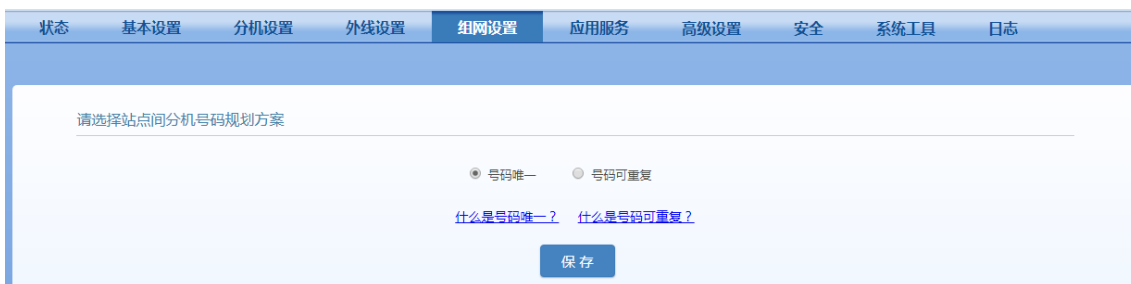 状态 基本设置 分机设置 外线设置 组网设置 应用服务 高级设置 安全 系统工具 日志
请选择站点间分机号码规划方案
号码唯一 号码可重复
什么是号码唯一？ 什么是号码可重复？
保存